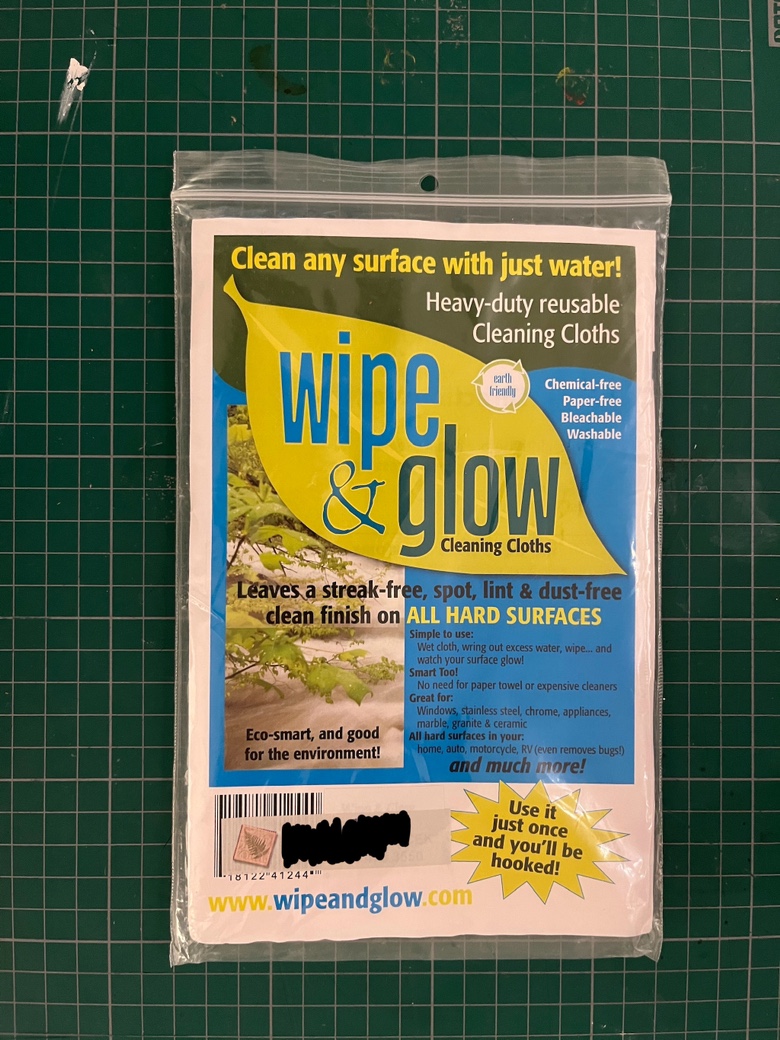 Clean any surface with just water!
Heavy-duty reusable
Cleaning Cloths
earth
friendly
Chemical-free
Paper-free
Bleachable
Washable
wipe
& glow
Cleaning Cloths
Leaves a streak-free, spot, lint & dust-free
clean finish on ALL HARD SURFACES
Simple to use:
Wet cloth, wring out excess water, wipe... and
watch your surface glow!
Smart Too!
No need for paper towel or expensive cleaners
Great for:
Windows, stainless steel, chrome, appliances,
marble, granite & ceramic
All hard surfaces in your:
home, auto, motorcycle, RV (even removes bugs!)
and much more!
Eco-smart, and good
for the environment!
18122 41244
Use it
just once
and you'll be
hooked!
www.wipeandglow.com